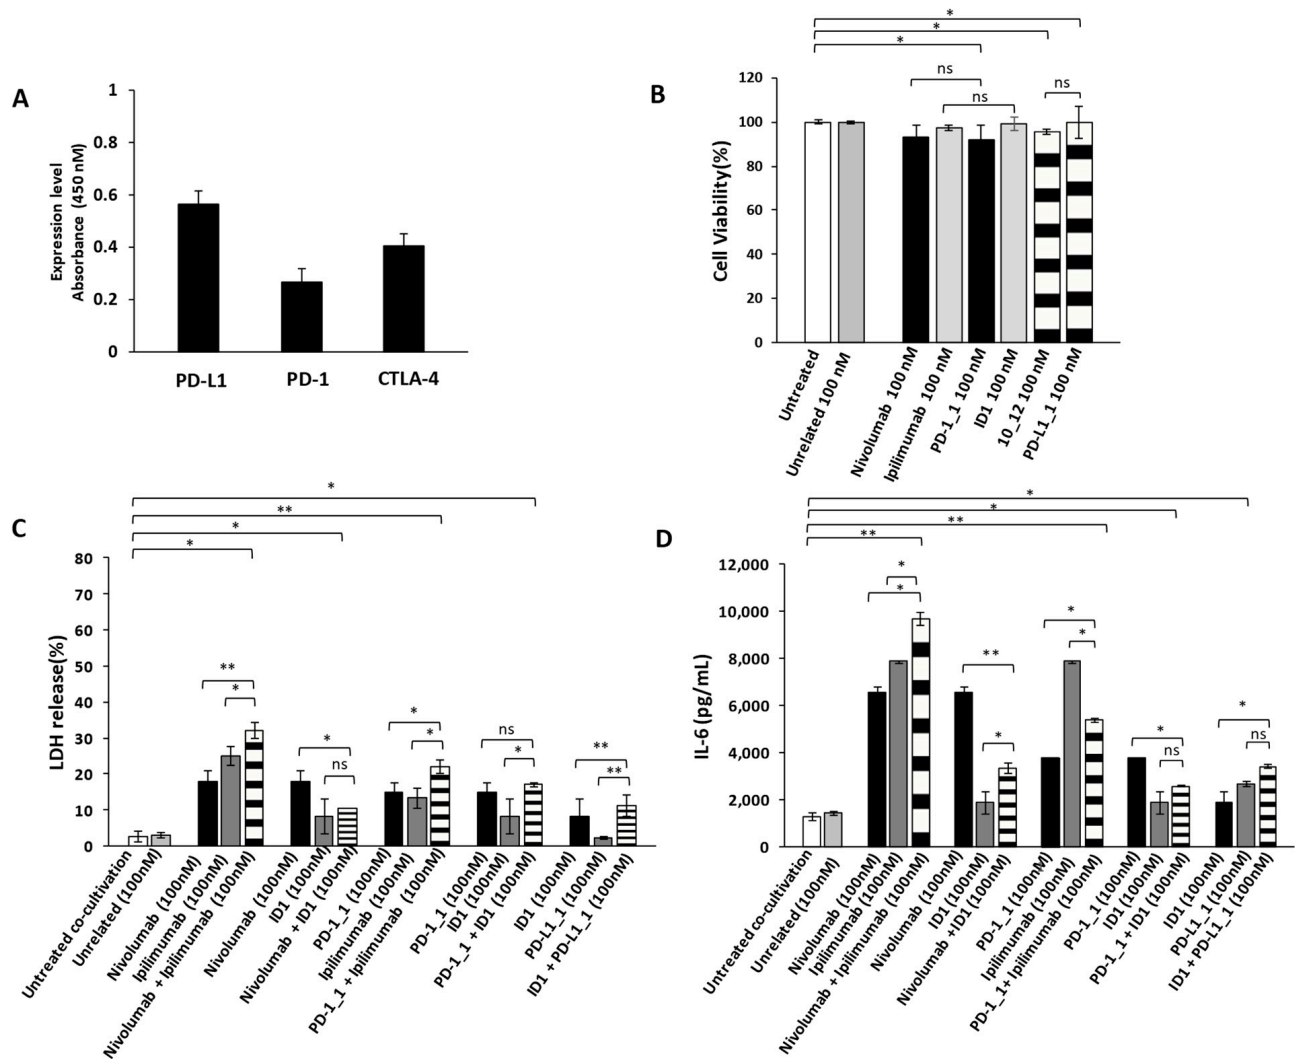 A
Expression level
Absorbance (450 nM)
1
0.8
0.6
0.4
0.2
0
PD-L1 PD-1 CTLA-4
B
Cell Viability(%)
*
*
*
ns
ns
ns
120
100
80
60
40
20
0
Untreated
Unrelated 100 nM
Nivolumab 100 nM
Ipilimumab 100 nM
PD-1_1 100 nM
ID1 100 nM
10_12 100 nM
PD-L1_1 100 nM
C
LDH release(%)
*
**
*
*
80
70
60
50
40
30
20
10
0
**
*
*
ns
*
*
ns
*
**
**
Untreated co-cultivation
Unrelated (100nM)
Nivolumab (100nM)
Ipilimumab (100nM)
Nivolumab + Ipilimumab (100nM)
Nivolumab (100nM)
ID1 (100nM)
Nivolumab + ID1 (100nM)
PD-1_1 (100nM)
Ipilimumab (100nM)
PD-1_1 + Ipilimumab (100nM)
PD-1_1 (100nM)
ID1 (100nM)
PD-1_1 + ID1 (100nM)
ID1 (100nM)
PD-L1_1 (100nM)
ID1 + PD-L1_1 (100nM)
D
IL-6 (pg/mL)
*
*
**
**
12,000
10,000
8,000
6,000
4,000
2,000
0
*
*
**
*
*
*
*
ns
*
ns
Untreated co-cultivation
Unrelated (100nM)
Nivolumab (100nM)
Ipilimumab (100nM)
Nivolumab + Ipilimumab (100nM)
Nivolumab (100nM)
ID1 (100nM)
Nivolumab +ID1 (100nM)
PD-1_1 (100nM)
Ipilimumab (100nM)
PD-1_1+ Ipilimumab (100nM)
PD-1_1 (100nM)
ID1 (100nM)
PD-1_1 + ID1 (100nM)
ID1 (100nM)
PD-L1_1 (100nM)
ID1 + PD-L1_1 (100nM)